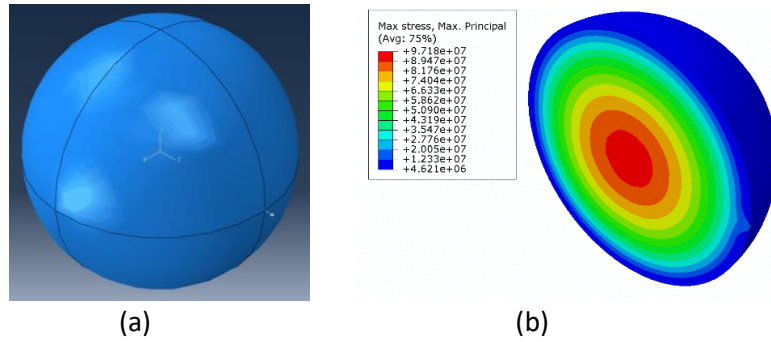 Max stress, Max. Principal
(Avg: 75%)
+9.718e+07
+8.947e+07
+8.176e+07
+7.404e+07
+6.633e+07
+5.862e+07
+5.090e+07
+4.319e+07
+3.547e+07
+2.776e+07
+2.005e+07
+1.233e+07
+4.621e+06
(a)
(b)